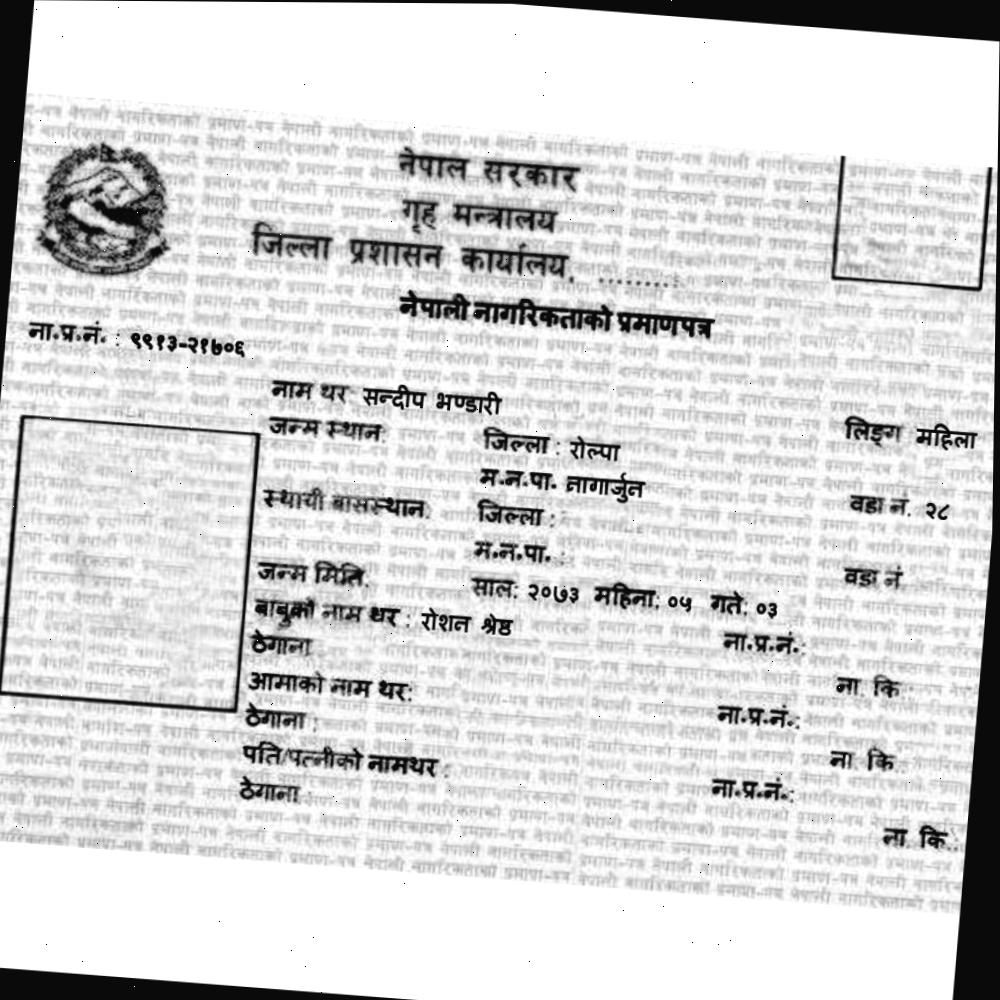 नेपाल सरकार
गृह मन्त्रालय
जिल्ला प्रशासन कार्यालय, .........
नेपाली नागरिकताको प्रमाणपत्र
ना.प्र.नं. : ९९१३-२१७०६
नाम थर: सन्दीप भण्डारी लिङ्ग महिला
जन्म स्थान: जिल्ला : रोल्पा
म.न.पा. नागार्जुन वडा नं. २८
स्थायी बासस्थान: जिल्ला :
म.न.पा. : वडा नं
जन्म मिति: साल: २०७३ महिना: ०५ गते: ०३
बाबुको नाम थर : रोशन श्रेष्ठ ना.प्र.नं.:
ठेगाना : ना. कि.:
आमाको नाम थर: ना.प्र.नं.:
ठेगाना : ना. कि.:
पति/पत्नीको नामथर : ना.प्र.नं.:
ठेगाना : ना. कि.: